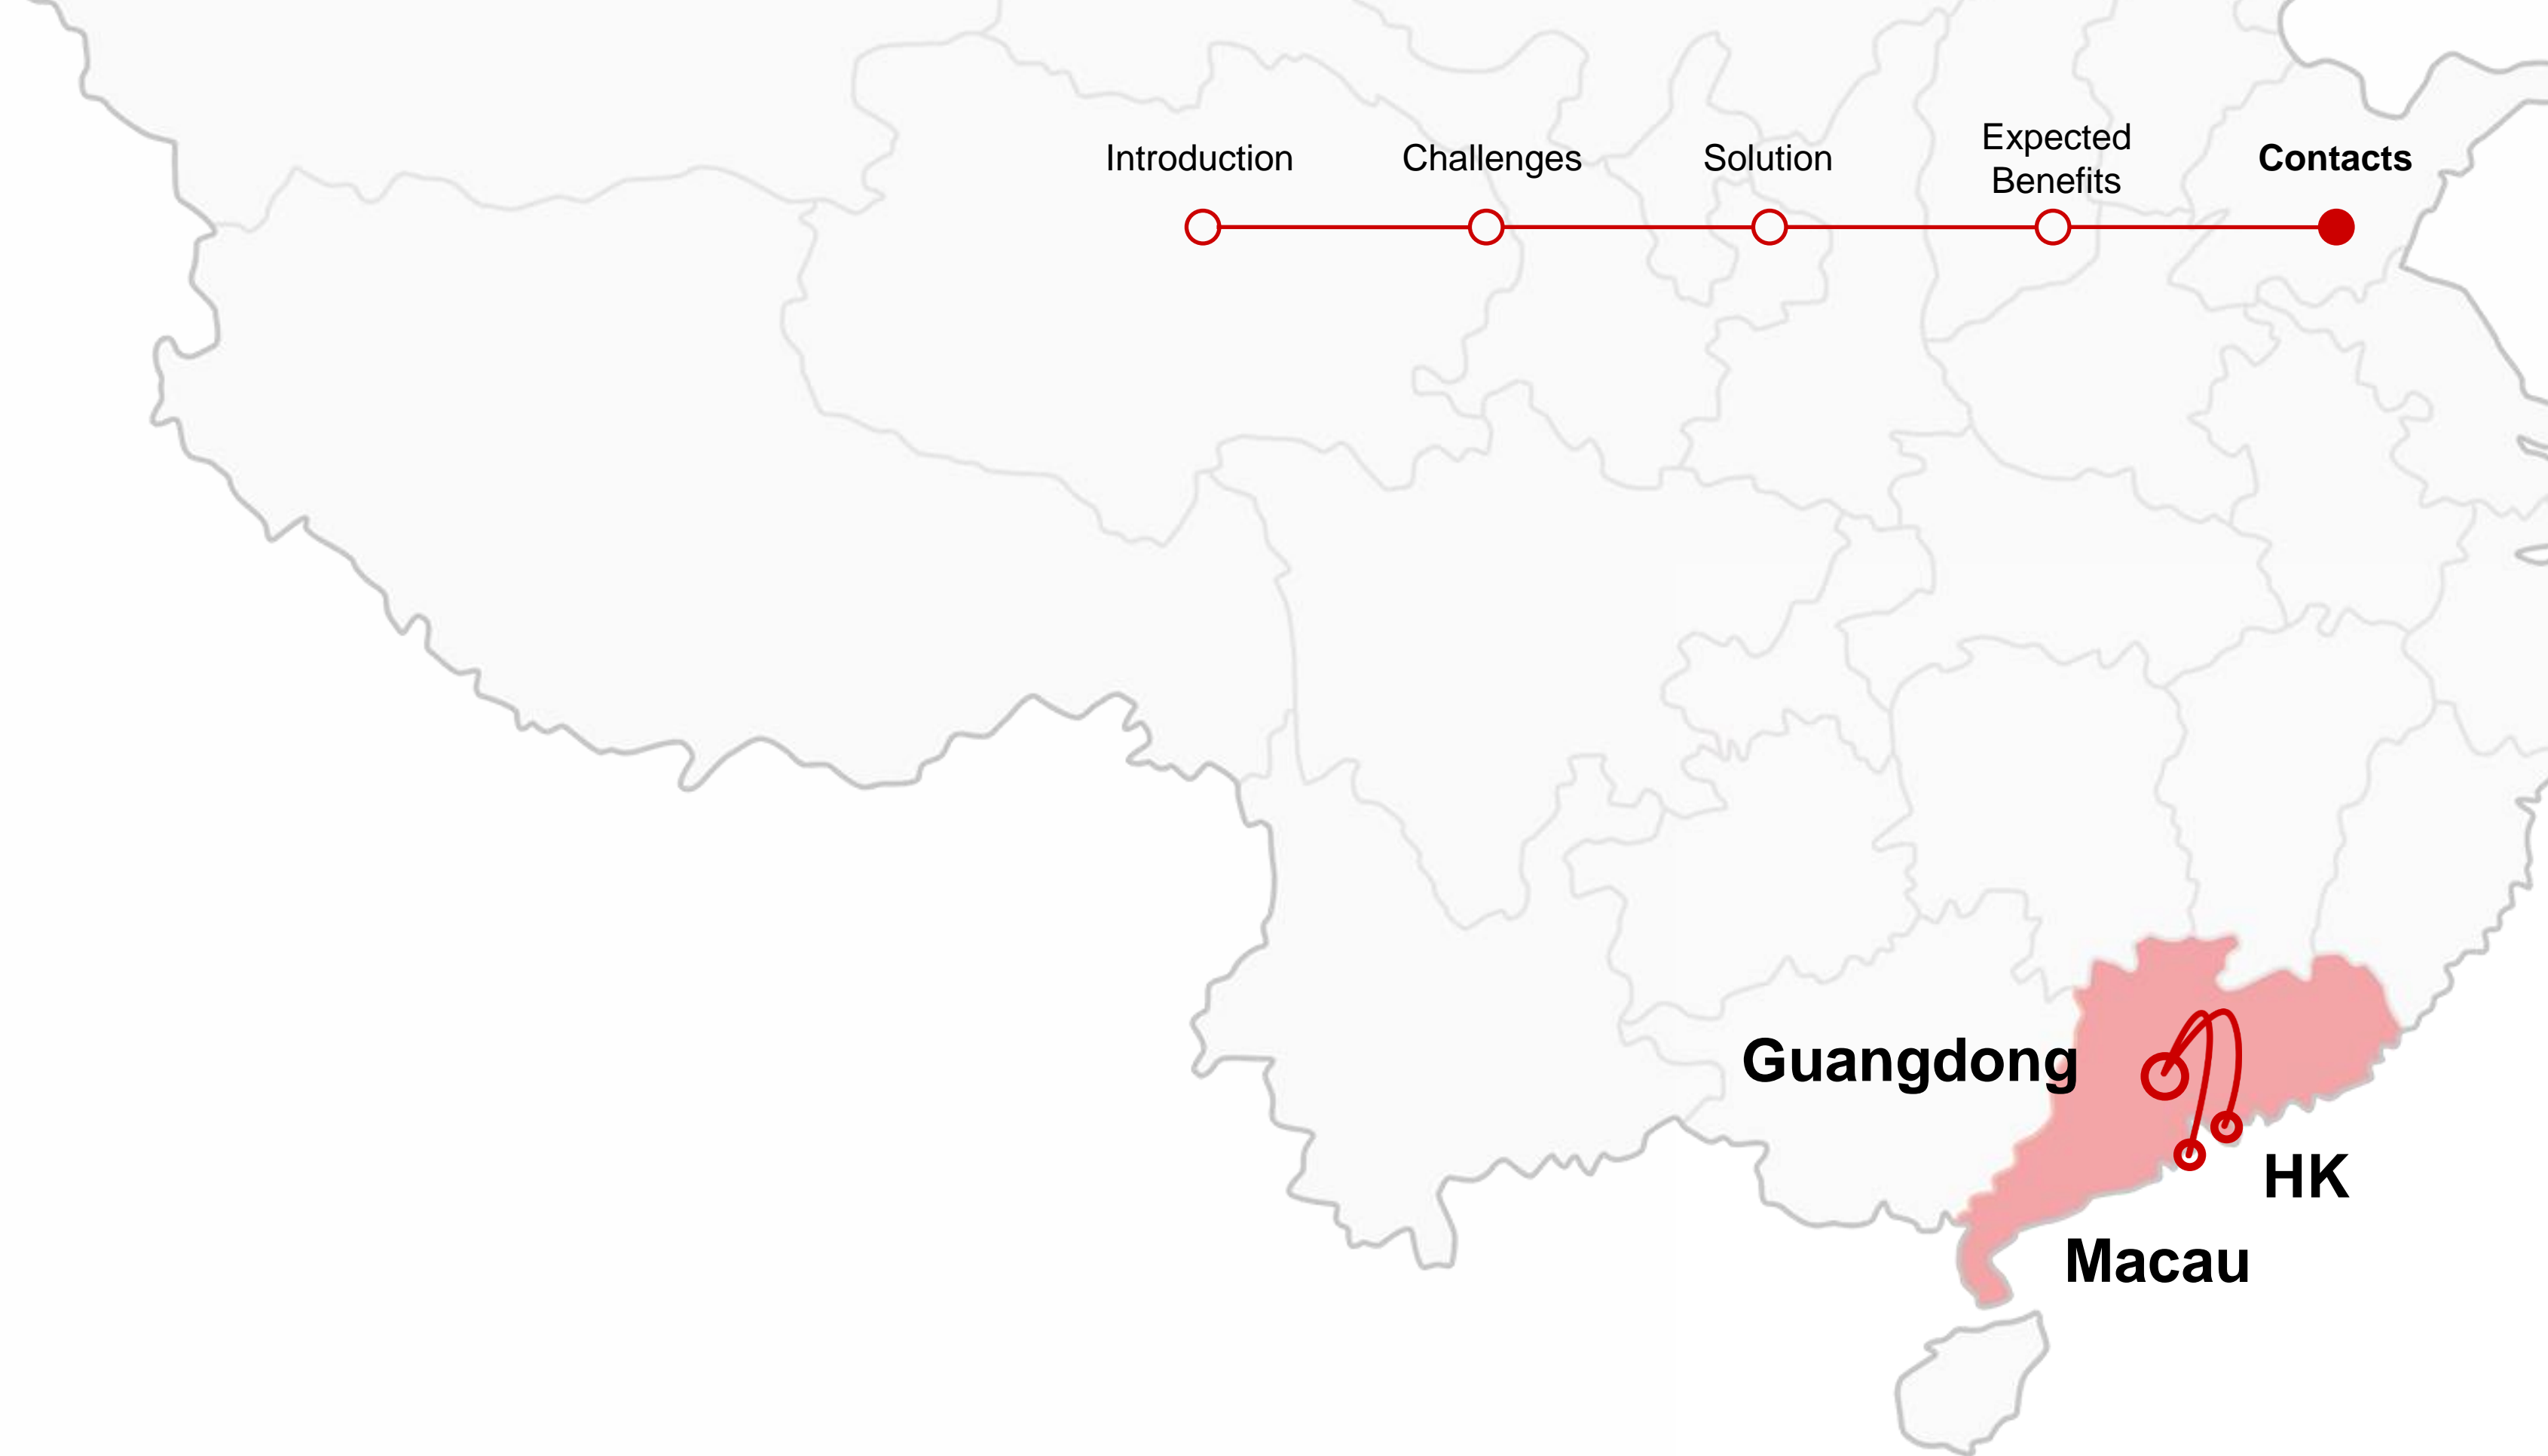 Introduction
Challenges
Solution
Expected
Benefits
Contacts
Guangdong
HK
Macau